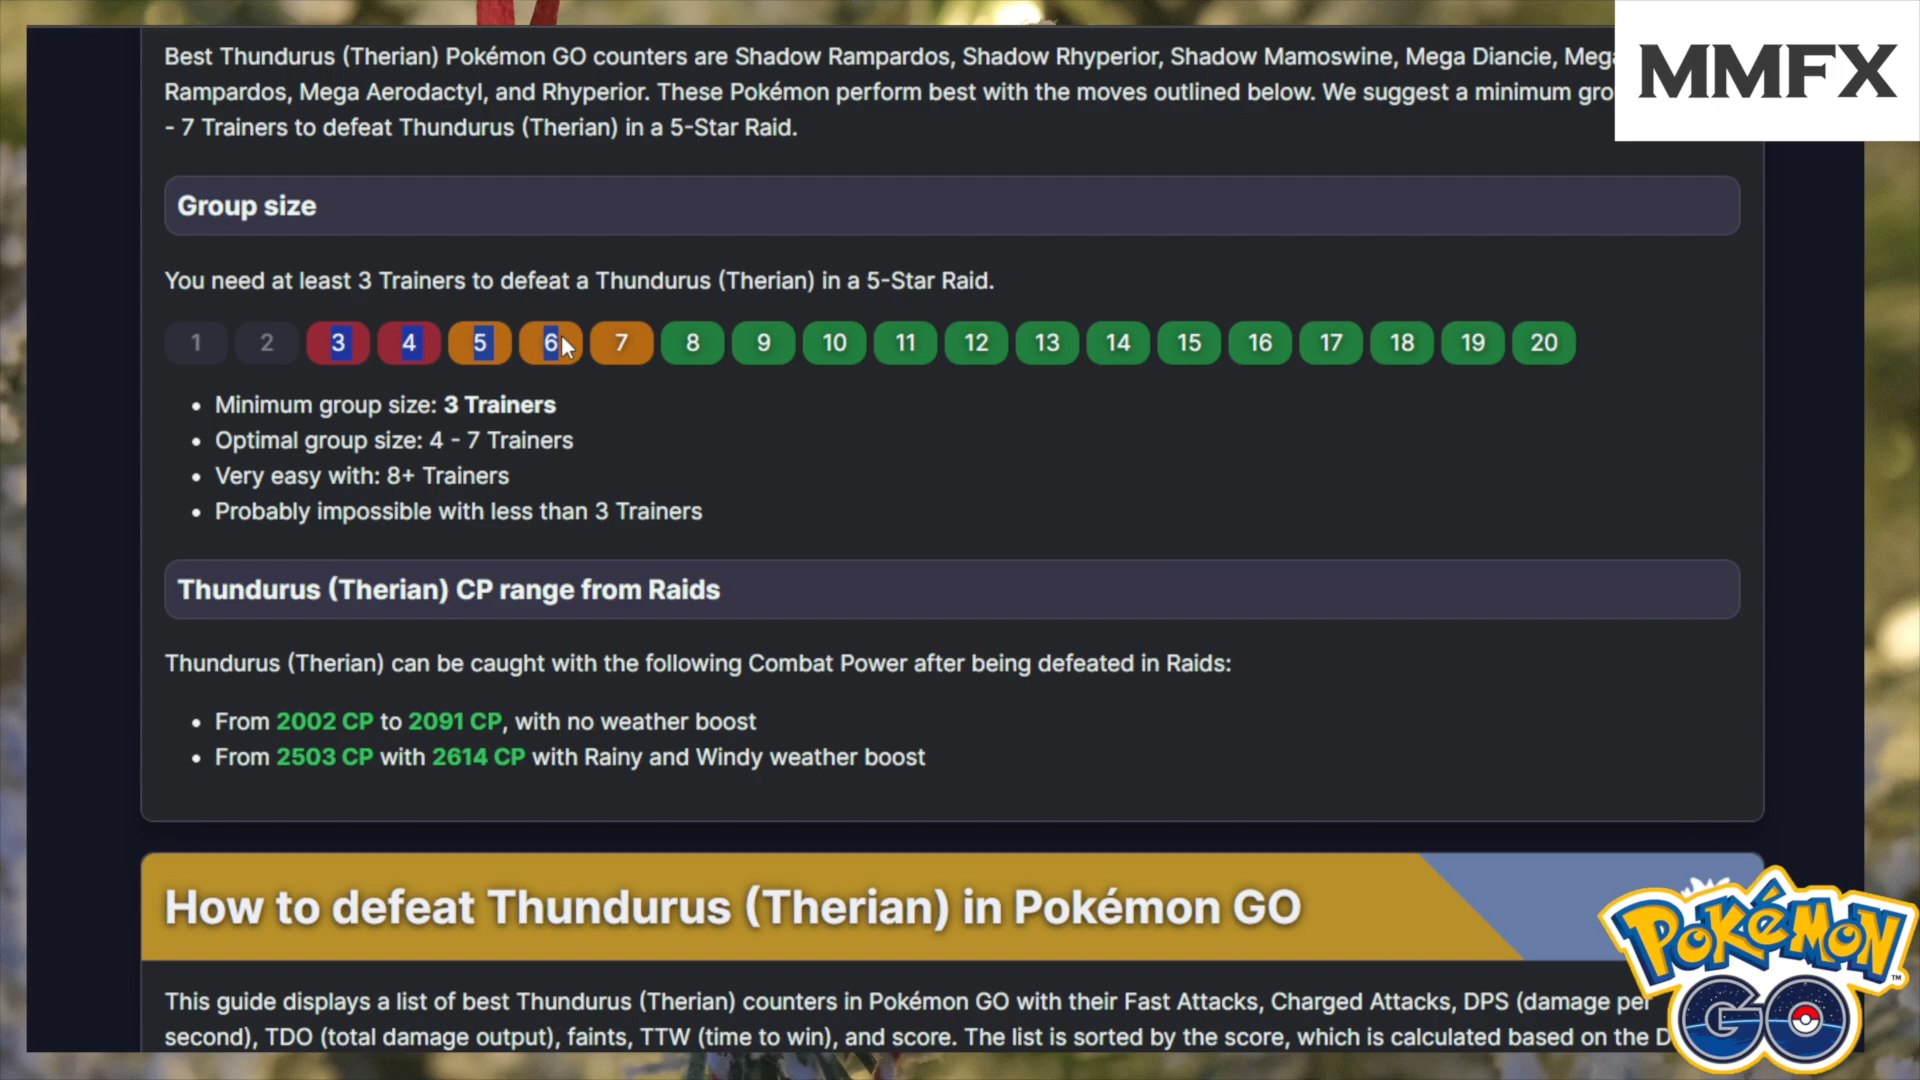 Best Thundurus (Therian) Pokémon GO counters are Shadow Rampardos, Shadow Rhyperior, Shadow Mamoswine, Mega Diancie, Mega
Rampardos, Mega Aerodactyl, and Rhyperior. These Pokémon perform best with the moves outlined below. We suggest a minimum
- 7 Trainers to defeat Thundurus (Therian) in a 5-Star Raid.
MMFX
Group size
You need at least 3 Trainers to defeat a Thundurus (Therian) in a 5-Star Raid.
1 2 3 4 5 6 7 8 9 10 11 12 13 14 15 16 17 18 19 20
• Minimum group size: 3 Trainers
• Optimal group size: 4 - 7 Trainers
• Very easy with: 8+ Trainers
• Probably impossible with less than 3 Trainers
Thundurus (Therian) CP range from Raids
Thundurus (Therian) can be caught with the following Combat Power after being defeated in Raids:
• From 2002 CP to 2091 CP, with no weather boost
• From 2503 CP with 2614 CP with Rainy and Windy weather boost
How to defeat Thundurus (Therian) in Pokémon GO
This guide displays a list of best Thundurus (Therian) counters in Pokémon GO with their Fast Attacks, Charged Attacks, DPS (damage per
second), TDO (total damage output), faints, TTW (time to win), and score. The list is sorted by the score, which is calculated based on the
POKÉMON
GO